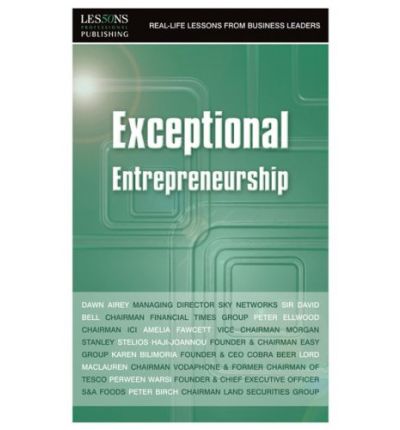 LES50NS
PROFESSIONAL
PUBLISHING
REAL-LIFE LESSONS FROM BUSINESS LEADERS
Exceptional
Entrepreneurship
DAWN AIREY MANAGING DIRECTOR SKY NETWORKS SIR DAVID
BELL CHAIRMAN FINANCIAL TIMES GROUP PETER ELLWOOD
CHAIRMAN ICI AMELIA FAWCETT VICE CHAIRMAN MORGAN
STANLEY STELIOS HAJI-JOANNOU FOUNDER & CHAIRMAN EASY
GROUP KAREN BILIMORIA FOUNDER & CEO COBRA BEER LORD
MACLAUREN CHAIRMAN VODAPHONE & FORMER CHAIRMAN OF
TESCO PERWEEN WARSI FOUNDER & CHIEF EXECUTIVE OFFICER
S&A FOODS PETER BIRCH CHAIRMAN LAND SECURITIES GROUP